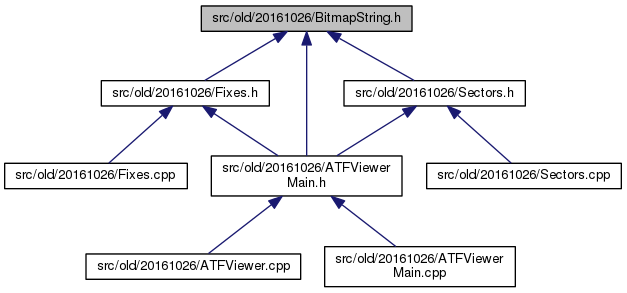 src/old/20161026/BitmapString.h
src/old/20161026/Fixes.h
src/old/20161026/Sectors.h
src/old/20161026/Fixes.cpp
src/old/20161026/ATFViewer
Main.h
src/old/20161026/Sectors.cpp
src/old/20161026/ATFViewer.cpp
src/old/20161026/ATFViewer
Main.cpp